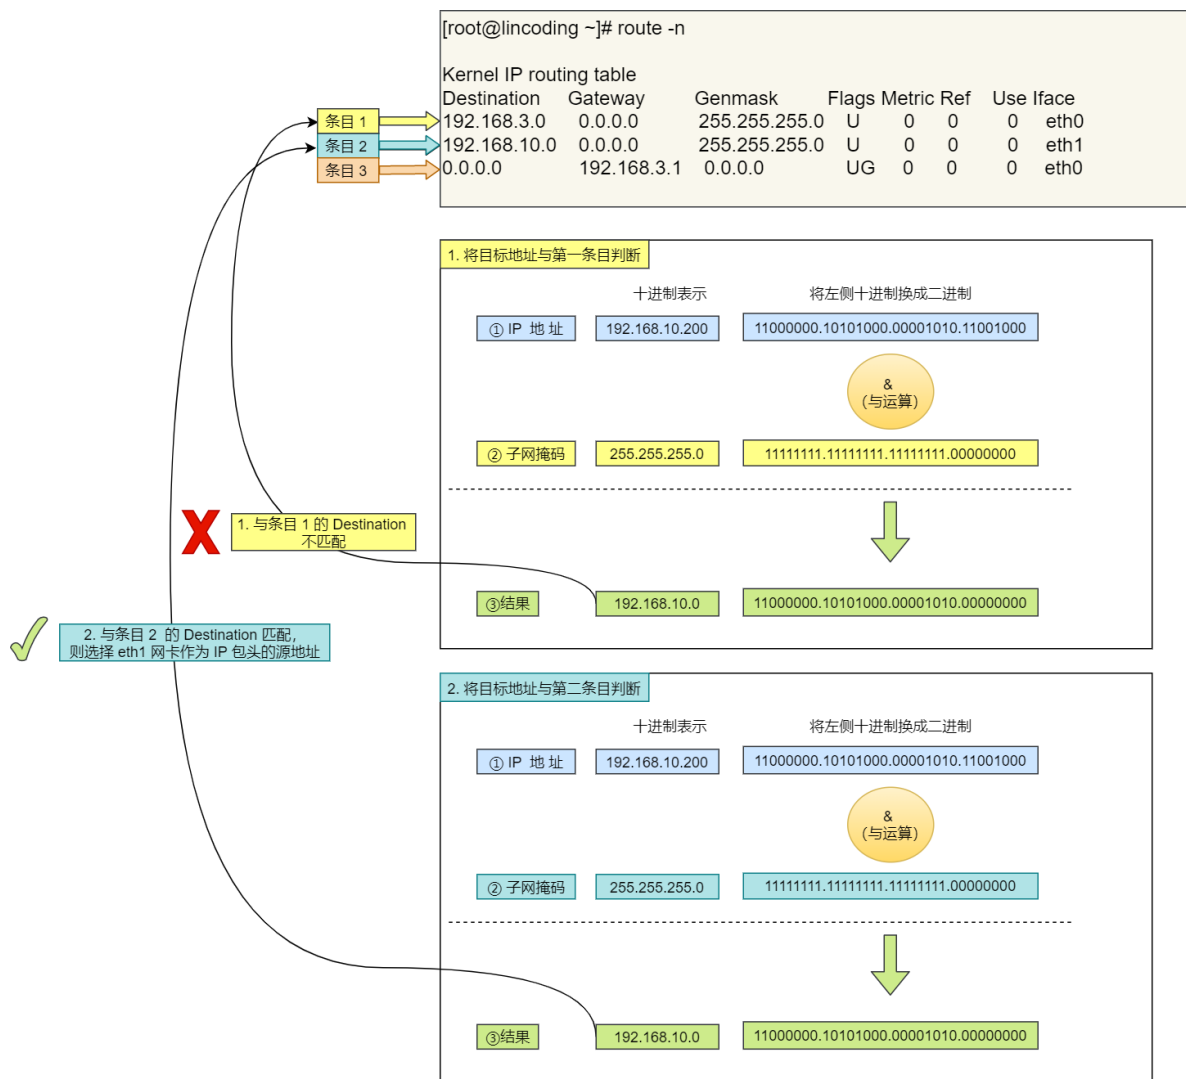 [root@lincoding ~]# route -n
Kernel IP routing table
Destination Gateway Genmask Flags Metric Ref Use Iface
条目 1 192.168.3.0 0.0.0.0 255.255.255.0 U 0 0 0 eth0
条目 2 192.168.10.0 0.0.0.0 255.255.255.0 U 0 0 0 eth1
条目 3 0.0.0.0 192.168.3.1 0.0.0.0 UG 0 0 0 eth0
1. 将目标地址与第一条目判断
十进制表示 将左侧十进制换成二进制
① IP 地 址 192.168.10.200 11000000.10101000.00001010.11001000
&
（与运算）
② 子网掩码 255.255.255.0 11111111.11111111.11111111.00000000
1. 与条目 1 的 Destination
不匹配
③结果 192.168.10.0 11000000.10101000.00001010.00000000
2. 与条目 2 的 Destination 匹配，
则选择 eth1 网卡作为 IP 包头的源地址
2. 将目标地址与第二条目判断
十进制表示 将左侧十进制换成二进制
① IP 地 址 192.168.10.200 11000000.10101000.00001010.11001000
&
（与运算）
② 子网掩码 255.255.255.0 11111111.11111111.11111111.00000000
③结果 192.168.10.0 11000000.10101000.00001010.00000000